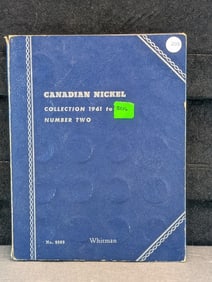 CANADIAN NICKEL
COLLECTION 1961 to
NUMBER TWO
Whitman